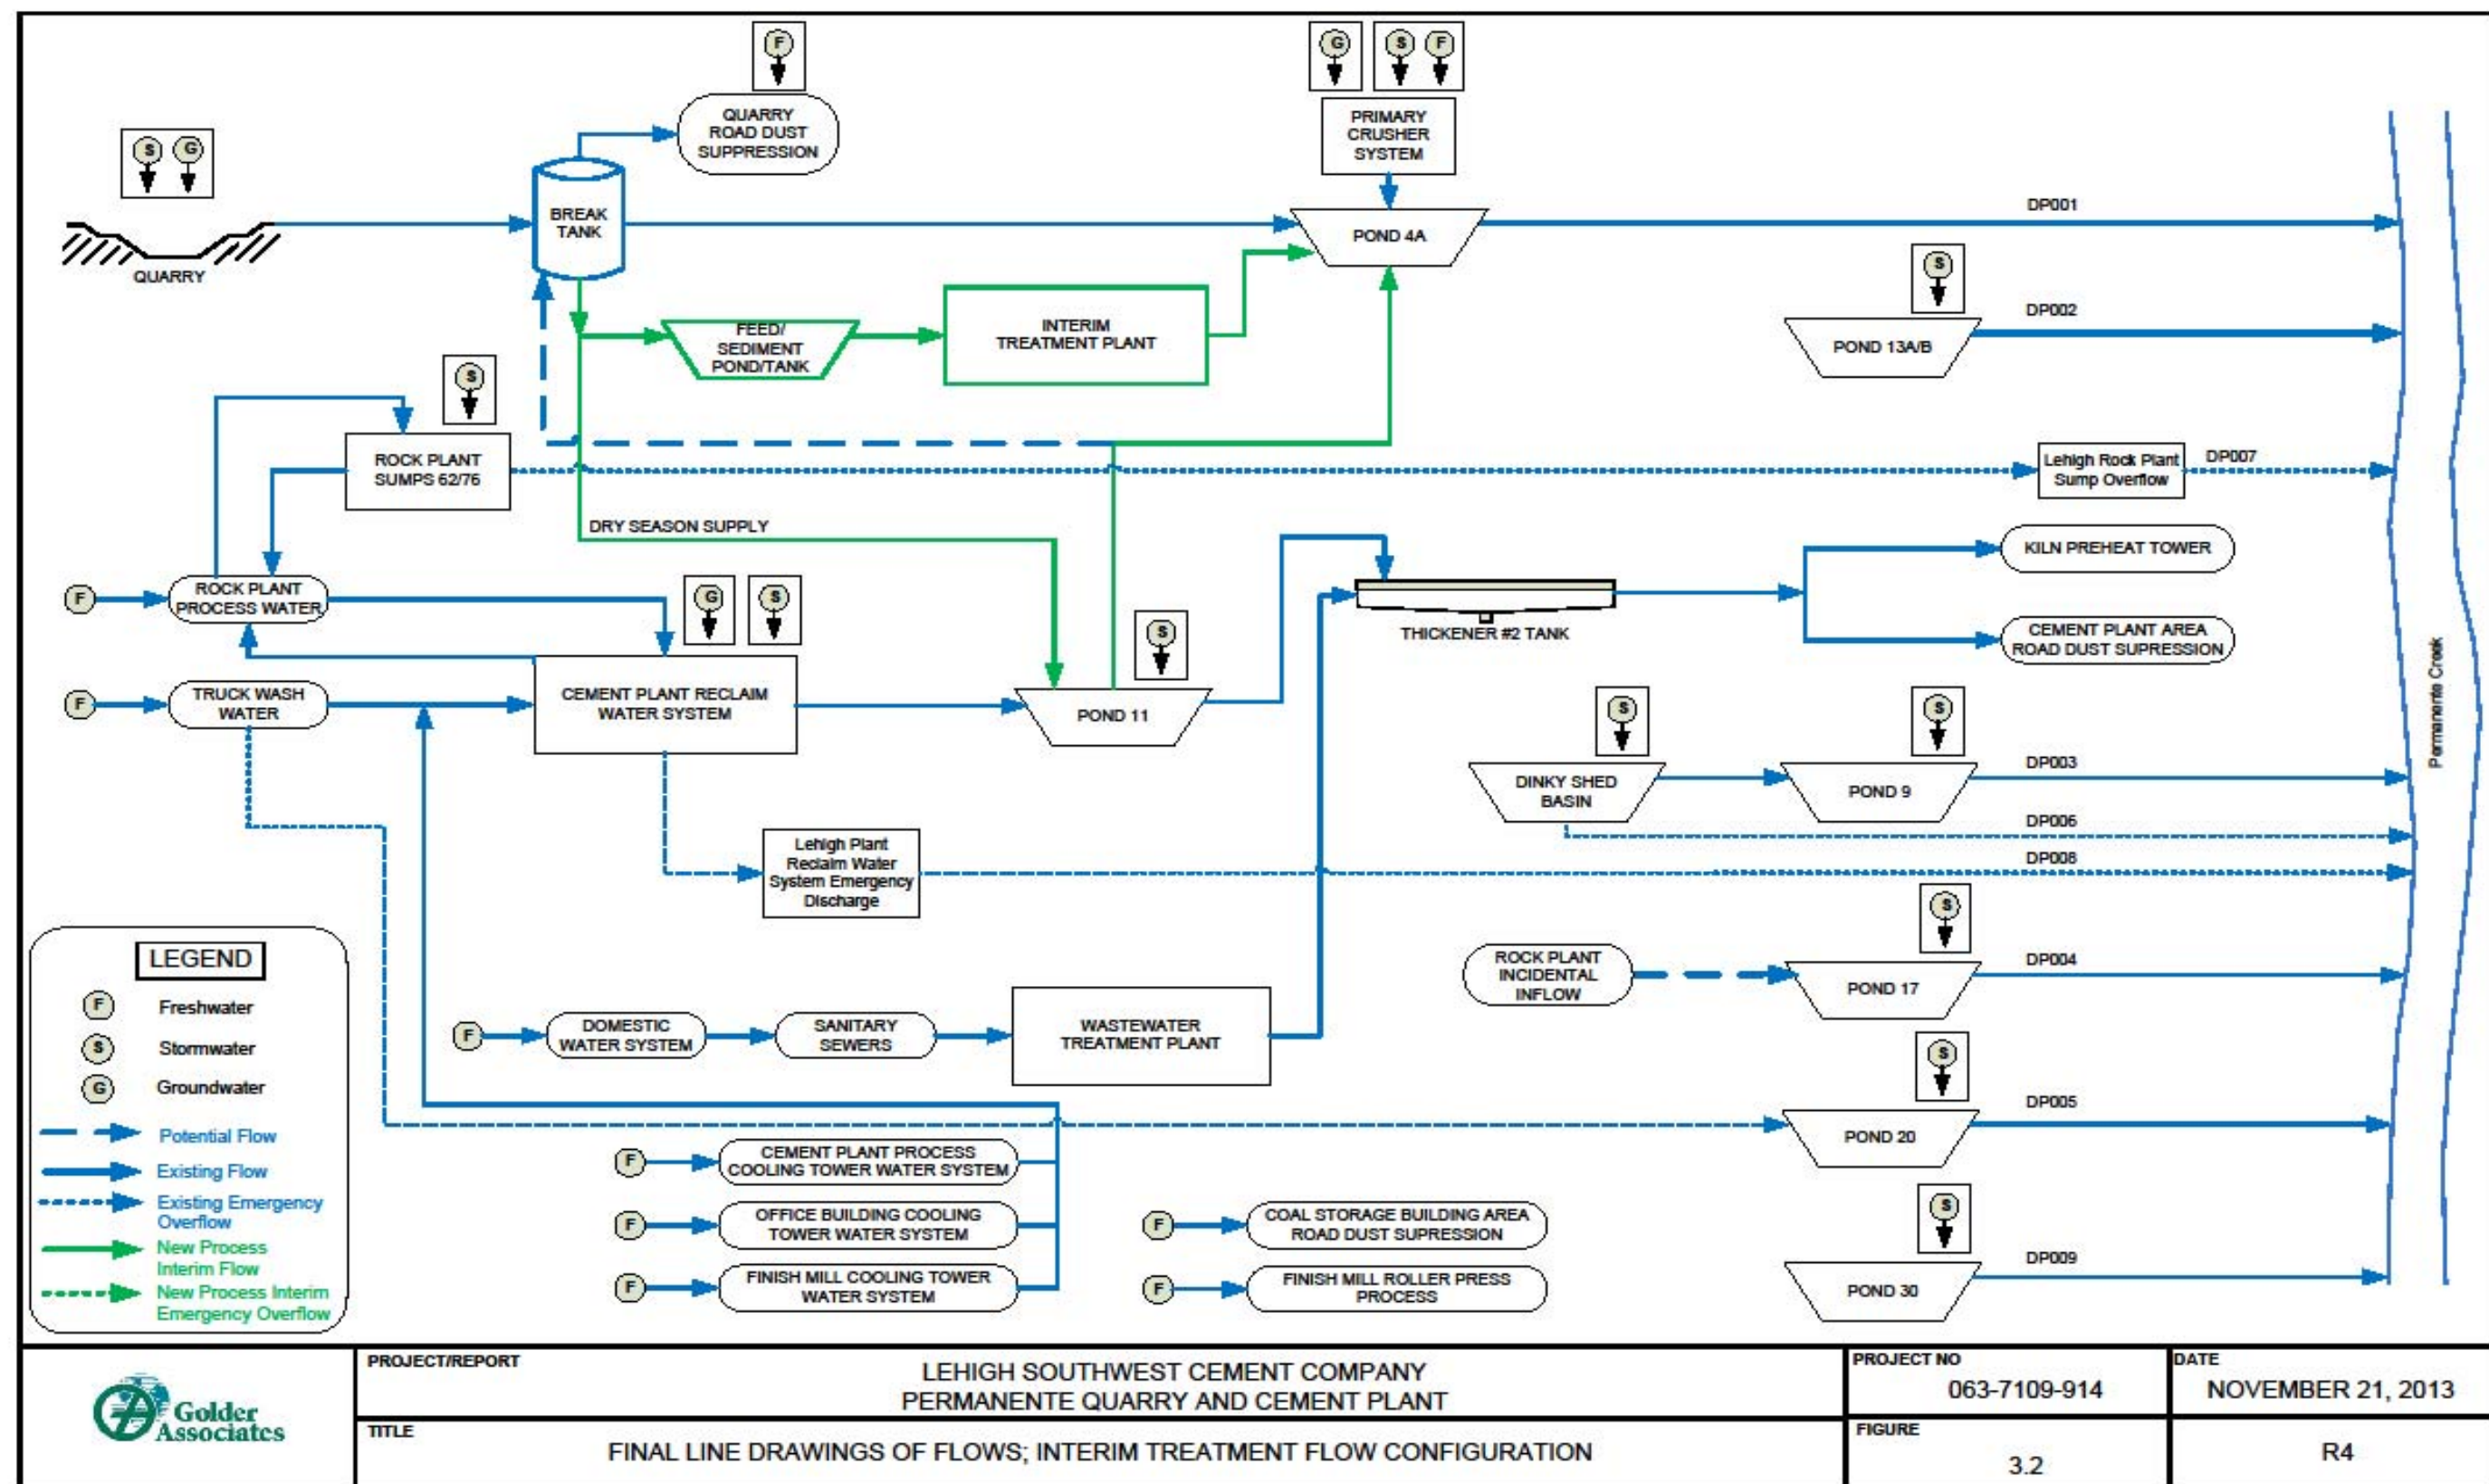 F
QUARRY
ROAD DUST
SUPPRESSION
G
S
F
PRIMARY
CRUSHER
SYSTEM
S
G
QUARRY
BREAK
TANK
POND 4A
DP001
S
DP002
POND 13A/B
FEED/
SEDIMENT
POND/TANK
INTERIM
TREATMENT PLANT
S
ROCK PLANT
SUMPS 62/76
Lehigh Rock Plant
Sump Overflow
DP007
DRY SEASON SUPPLY
KILN PREHEAT TOWER
F
ROCK PLANT
PROCESS WATER
G
S
S
THICKENER #2 TANK
CEMENT PLANT AREA
ROAD DUST SUPRESSION
Permanente Creek
F
TRUCK WASH
WATER
CEMENT PLANT RECLAIM
WATER SYSTEM
POND 11
S
S
DINKY SHED
BASIN
POND 9
DP003
DP006
DP008
Lehigh Plant
Reclaim Water
System Emergency
Discharge
S
ROCK PLANT
INCIDENTAL
INFLOW
POND 17
DP004
F
DOMESTIC
WATER SYSTEM
SANITARY
SEWERS
WASTEWATER
TREATMENT PLANT
S
POND 20
DP005
F
CEMENT PLANT PROCESS
COOLING TOWER WATER SYSTEM
F
OFFICE BUILDING COOLING
TOWER WATER SYSTEM
F
FINISH MILL COOLING TOWER
WATER SYSTEM
F
COAL STORAGE BUILDING AREA
ROAD DUST SUPRESSION
F
FINISH MILL ROLLER PRESS
PROCESS
S
POND 30
DP009
LEGEND
F Freshwater
S Stormwater
G Groundwater
Potential Flow
Existing Flow
Existing Emergency
Overflow
New Process
Interim Flow
New Process Interim
Emergency Overflow
Golder
Associates
PROJECT/REPORT
LEHIGH SOUTHWEST CEMENT COMPANY
PERMANENTE QUARRY AND CEMENT PLANT
PROJECT NO
063-7109-914
DATE
NOVEMBER 21, 2013
TITLE
FINAL LINE DRAWINGS OF FLOWS; INTERIM TREATMENT FLOW CONFIGURATION
FIGURE
3.2
R4